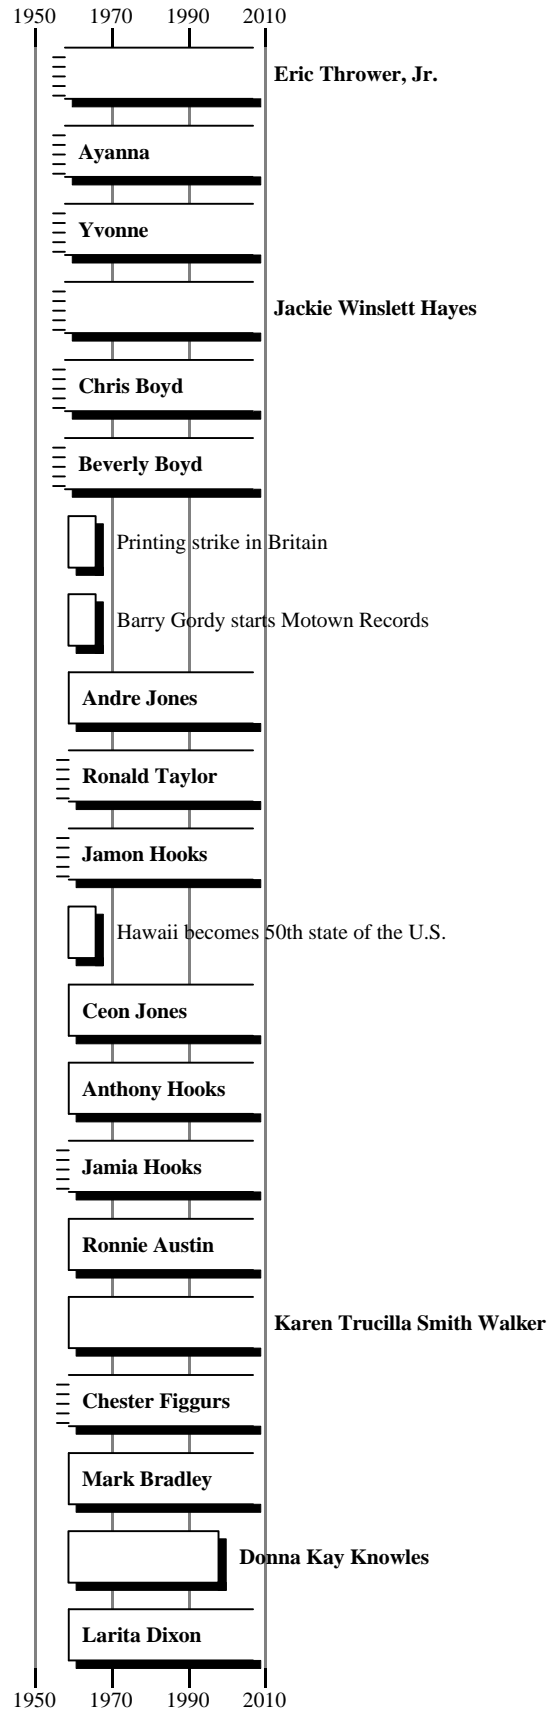 1950 1970 1990 2010
Eric Thrower, Jr.
Ayanna
Yvonne
Jackie Winslett Hayes
Chris Boyd
Beverly Boyd
Printing strike in Britain
Barry Gordy starts Motown Records
Andre Jones
Ronald Taylor
Jamon Hooks
Hawaii becomes 50th state of the U.S.
Ceon Jones
Anthony Hooks
Jamia Hooks
Ronnie Austin
Karen Trucilla Smith Walker
Chester Figgurs
Mark Bradley
Donna Kay Knowles
Larita Dixon
1950 1970 1990 2010